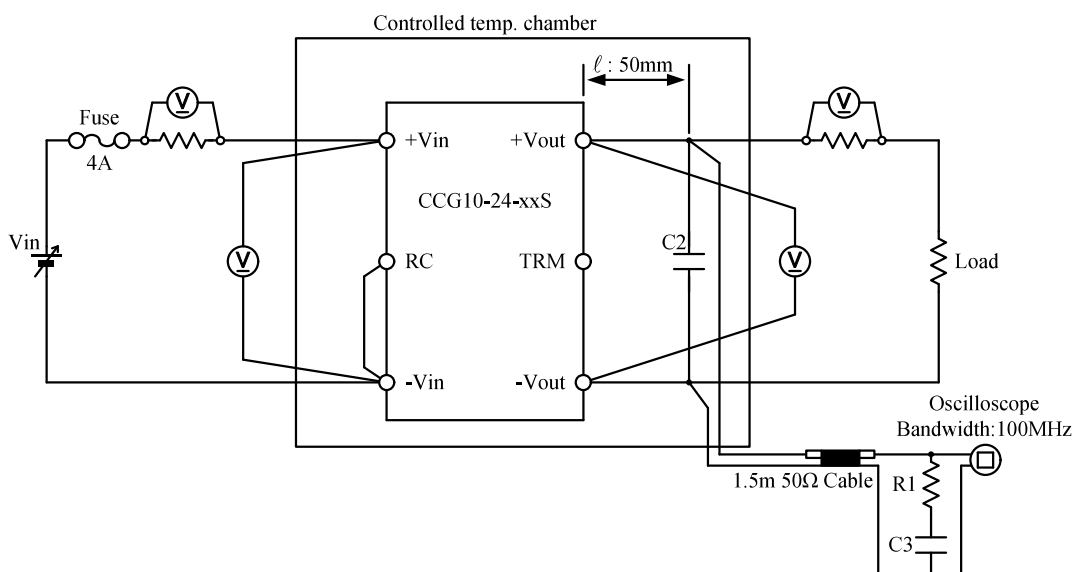 Controlled temp. chamber
ℓ : 50mm
V
V
Fuse
4A
+Vin
+Vout
CCG10-24-xxS
Vin
V
RC
TRM
C2
V
Load
-Vin
-Vout
Oscilloscope
Bandwidth:100MHz
1.5m 50Ω Cable
R1
C3